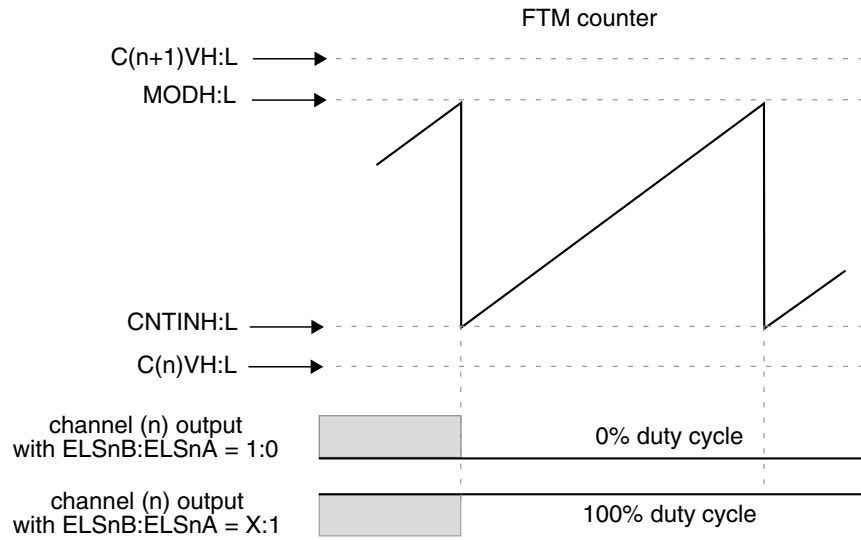 FTM counter
C(n+1)VH:L
MODH:L
CNTINH:L
C(n)VH:L
channel (n) output
with ELSnB:ELSnA = 1:0
0% duty cycle
channel (n) output
with ELSnB:ELSnA = X:1
100% duty cycle